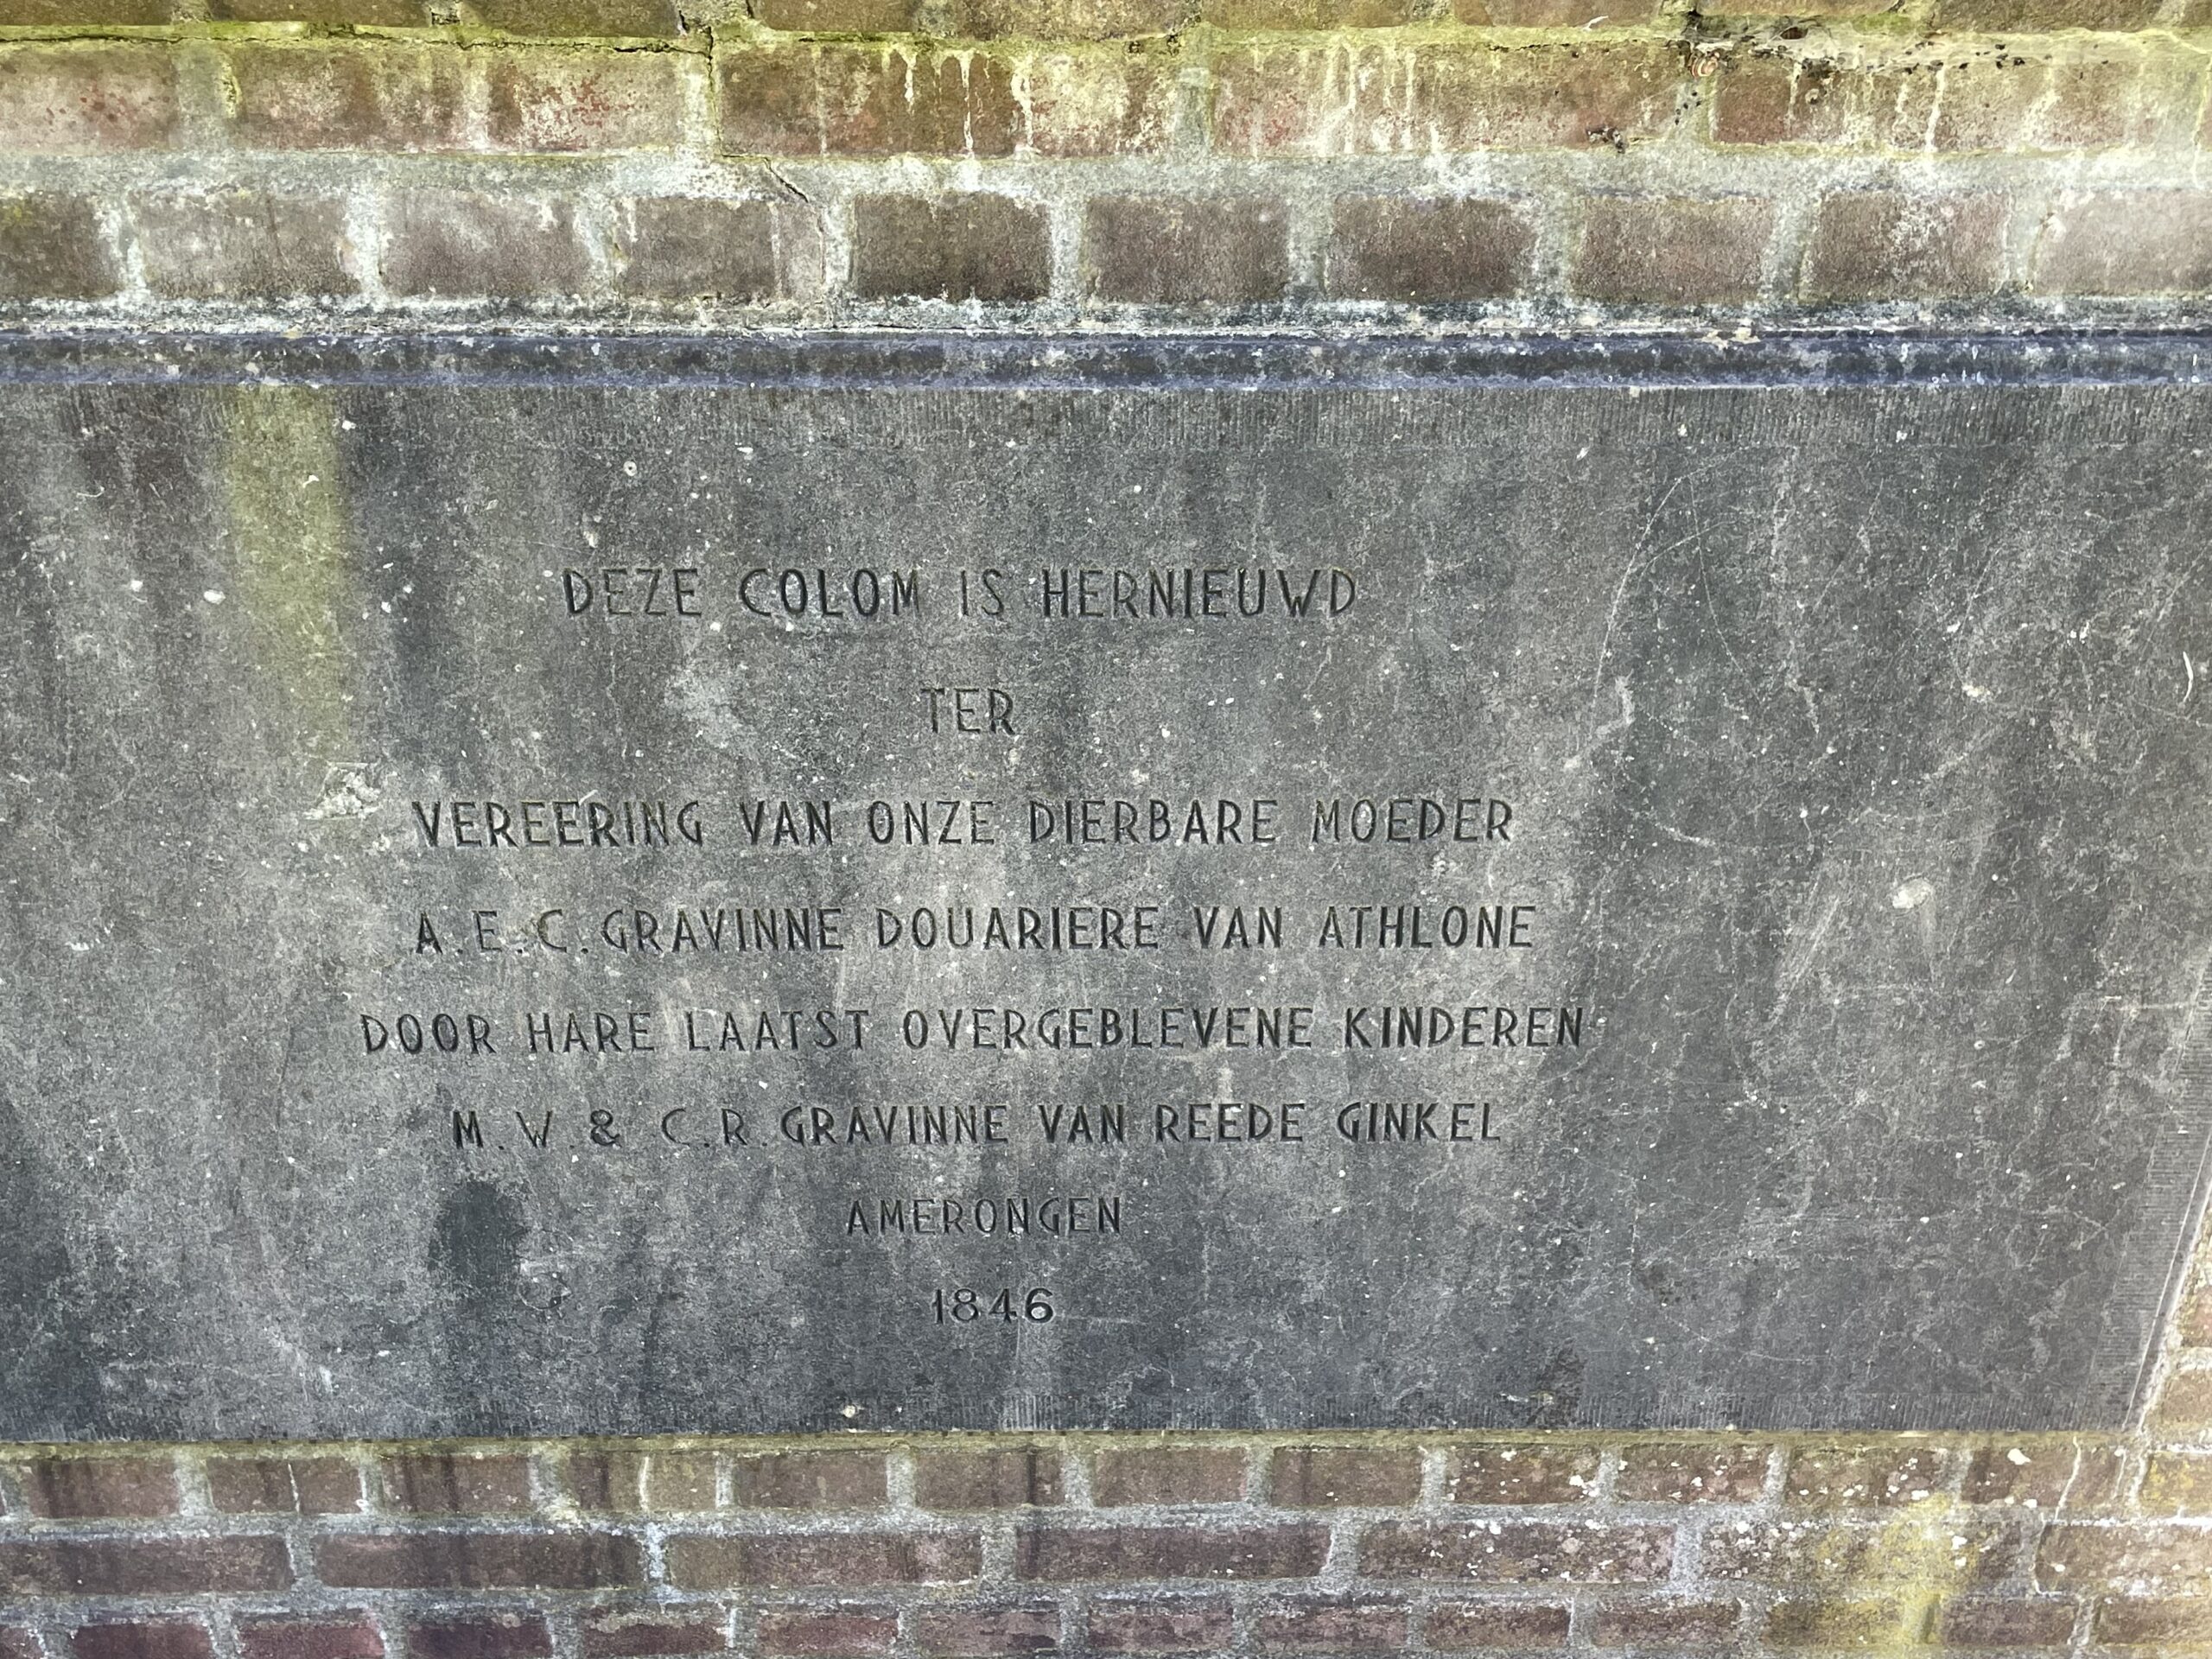 DEZE COLOM IS HERNIEUWD
TER
VEREERING VAN ONZE DIERBARE MOEDER
A.E.C. GRAVINNE DOUARIERE VAN ATHLONE
DOOR HARE LAATST OVERGEBLEVENE KINDEREN
M.W. & C.R. GRAVINNE VAN REEDE GINKEL
AMERONGEN
1846